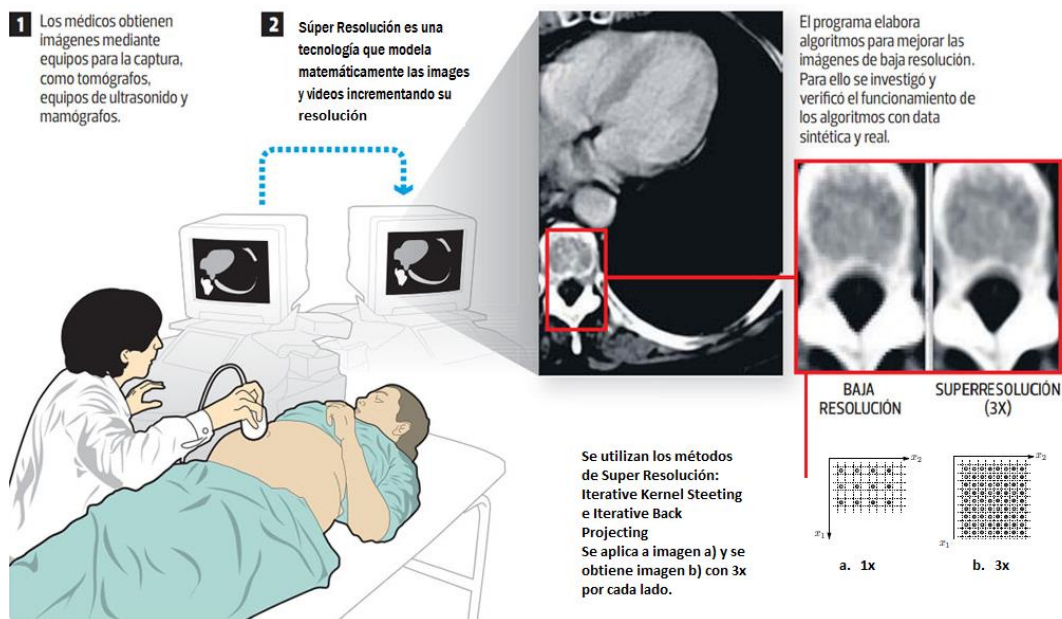 1 Los médicos obtienen
imágenes mediante
equipos para la captura,
como tomógrafos,
equipos de ultrasonido y
mamógrafos.
2 Súper Resolución es una
tecnología que modela
matemáticamente las images
y videos incrementando su
resolución
El programa elabora
algoritmos para mejorar las
imágenes de baja resolución.
Para ello se investigó y
verificó el funcionamiento de
los algoritmos con data
sintética y real.
BAJA
RESOLUCIÓN
SUPERRESOLUCIÓN
(3X)
Se utilizan los métodos
de Super Resolución:
Iterative Kernel Steeting
e Iterative Back
Projecting
Se aplica a imagen a) y se
obtiene imagen b) con 3x
por cada lado.
x₂
x₁
a. 1x
x₂
x₁
b. 3x